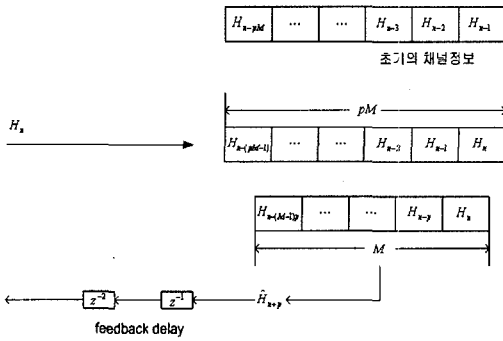 H_{n-pM} ... ... H_{n-3} H_{n-2} H_{n-1}
초기의 채널정보
pM
H_n
H_{n-(pM-1)} ... ... H_{n-2} H_{n-1} H_n
H_{n-(M-1)p} ... ... H_{n-p} H_n
M
z^{-2} z^{-1} Ĥ_{n+p}
feedback delay